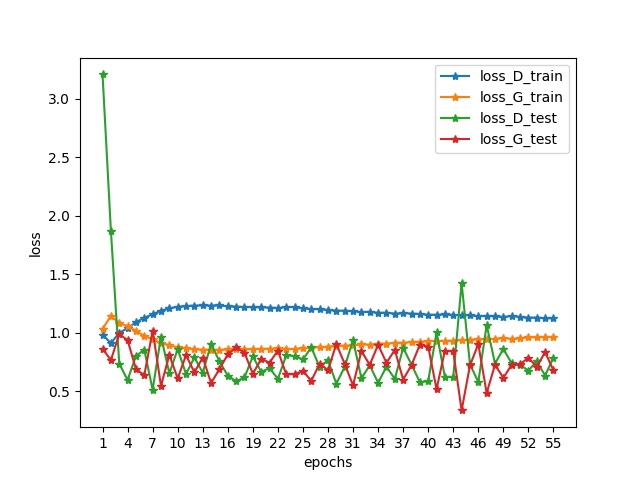 loss_D_train
loss_G_train
loss_D_test
loss_G_test
3.0
2.5
2.0
1.5
1.0
0.5
loss
1 4 7 10 13 16 19 22 25 28 31 34 37 40 43 46 49 52 55
epochs